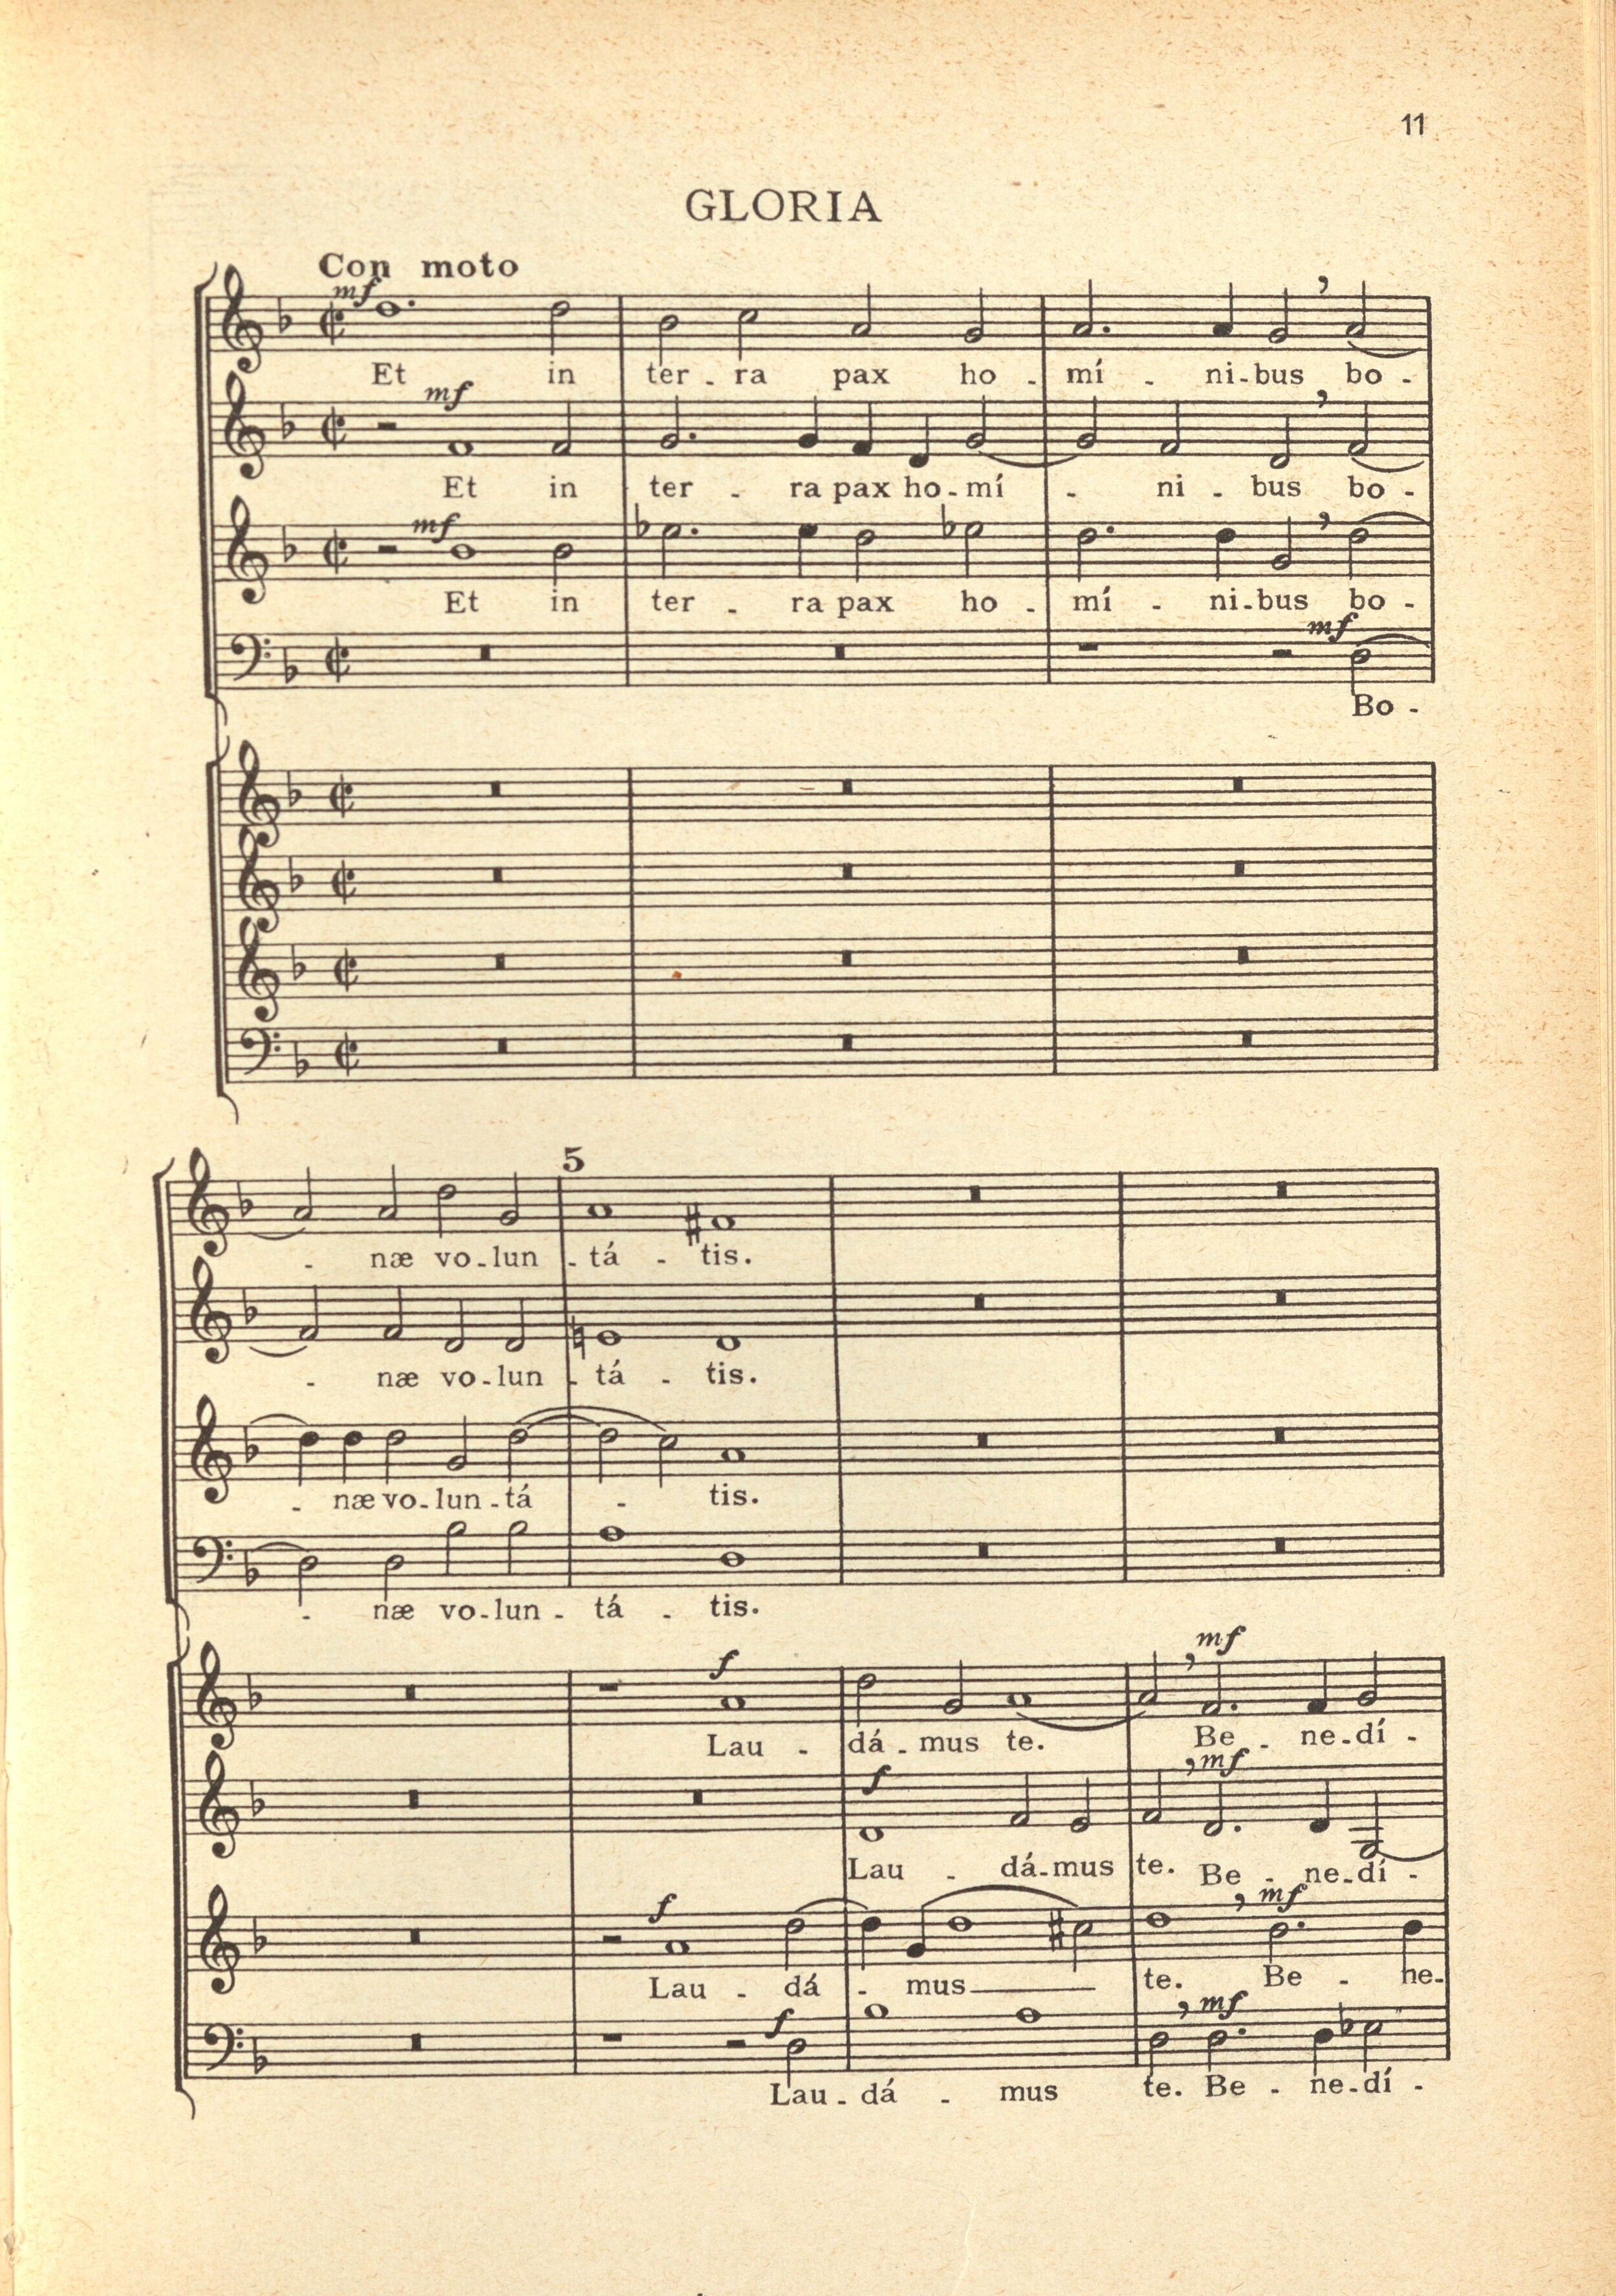 11
GLORIA
Con moto
mf
Et in ter - ra pax ho - mí - ni - bus bo -
mf
Et in ter - ra pax ho - mí - ni - bus bo -
mf
Et in ter - ra pax ho - mí - ni - bus bo -
mf
Bo -
5
- næ vo - lun - tá - tis.
- næ vo - lun - tá - tis.
- næ vo - lun - tá - tis.
- næ vo - lun - tá - tis.
f mf
Lau - dá - mus te. Be - ne - dí -
f mf
Lau - dá - mus te. Be - ne - dí -
f mf
Lau - dá - mus te. Be - ne -
f mf
Lau - dá - mus te. Be - ne - dí -